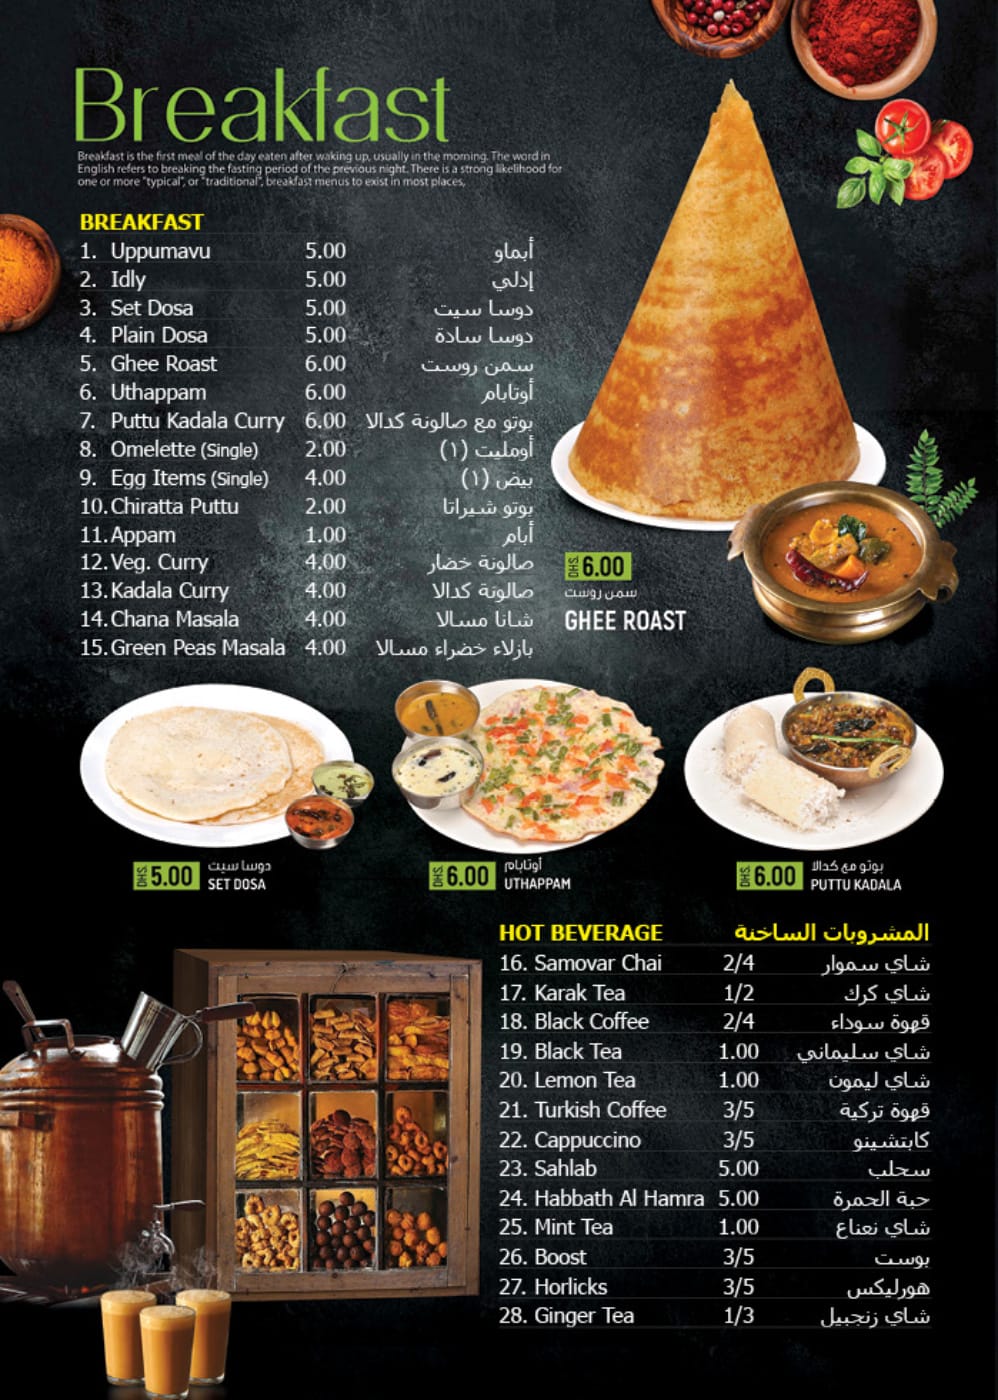 Breakfast
Breakfast is the first meal of the day eaten after waking up, usually in the morning. The word in
English refers to breaking the fasting period of the previous night. There is a strong likelihood for
one or more "typical", or "traditional", breakfast menus to exist in most places,
BREAKFAST
1. Uppumavu 5.00 أبماو
2. Idly 5.00 إدلي
3. Set Dosa 5.00 دوسا سيت
4. Plain Dosa 5.00 دوسا سادة
5. Ghee Roast 6.00 سمن روست
6. Uthappam 6.00 أوتابام
7. Puttu Kadala Curry 6.00 بوتو مع صالونة كدالا
8. Omelette (Single) 2.00 أومليت (١)
9. Egg Items (Single) 4.00 بيض (١)
10. Chiratta Puttu 2.00 بوتو شيراتا
11. Appam 1.00 أبام
12. Veg. Curry 4.00 صالونة خضار
13. Kadala Curry 4.00 صالونة كدالا
14. Chana Masala 4.00 شانا مسالا
15. Green Peas Masala 4.00 بازلاء خضراء مسالا
DHS. 6.00
سمن روست
GHEE ROAST
DHS. 5.00 دوسا سيت
SET DOSA
DHS. 6.00 أوتابام
UTHAPPAM
DHS. 6.00 بوتو مع كدالا
PUTTU KADALA
HOT BEVERAGE المشروبات الساخنة
16. Samovar Chai 2/4 شاي سموار
17. Karak Tea 1/2 شاي كرك
18. Black Coffee 2/4 قهوة سوداء
19. Black Tea 1.00 شاي سليماني
20. Lemon Tea 1.00 شاي ليمون
21. Turkish Coffee 3/5 قهوة تركية
22. Cappuccino 3/5 كابتشينو
23. Sahlab 5.00 سحلب
24. Habbath Al Hamra 5.00 حبة الحمرة
25. Mint Tea 1.00 شاي نعناع
26. Boost 3/5 بوست
27. Horlicks 3/5 هورليكس
28. Ginger Tea 1/3 شاي زنجبيل